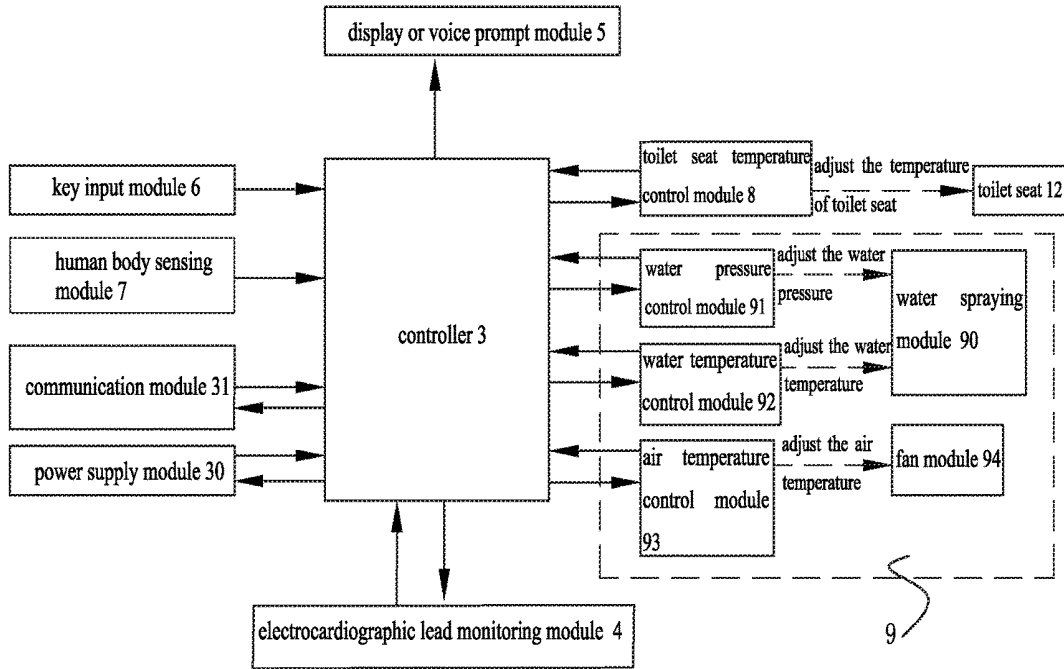 display or voice prompt module 5
key input module 6
human body sensing
module 7
communication module 31
power supply module 30
controller 3
electrocardiographic lead monitoring module 4
toilet seat temperature
control module 8
adjust the temperature
of toilet seat
toilet seat 12
water pressure
control module 91
adjust the water
pressure
water spraying
module 90
water temperature
control module 92
adjust the water
temperature
air temperature
control module
93
adjust the air
temperature
fan module 94
9